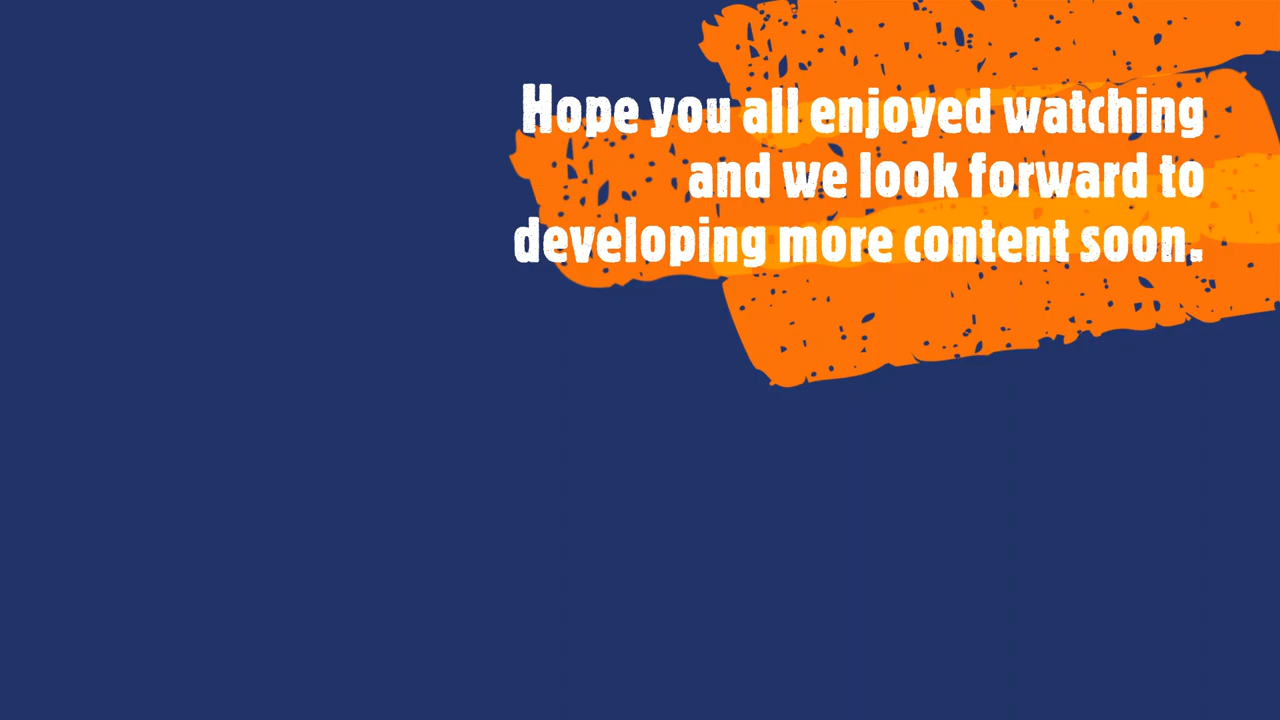 Hope you all enjoyed watching
and we look forward to
developing more content soon.